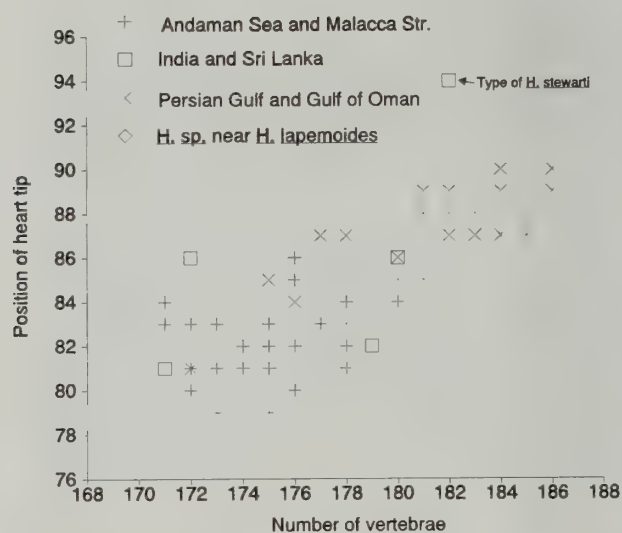 Andaman Sea and Malacca Str.
India and Sri Lanka
Persian Gulf and Gulf of Oman
H. sp. near H. lapemoides
Type of H. stewarti
Position of heart tip
96
94
92
90
88
86
84
82
80
78
76
168 170 172 174 176 178 180 182 184 186 188
Number of vertebrae